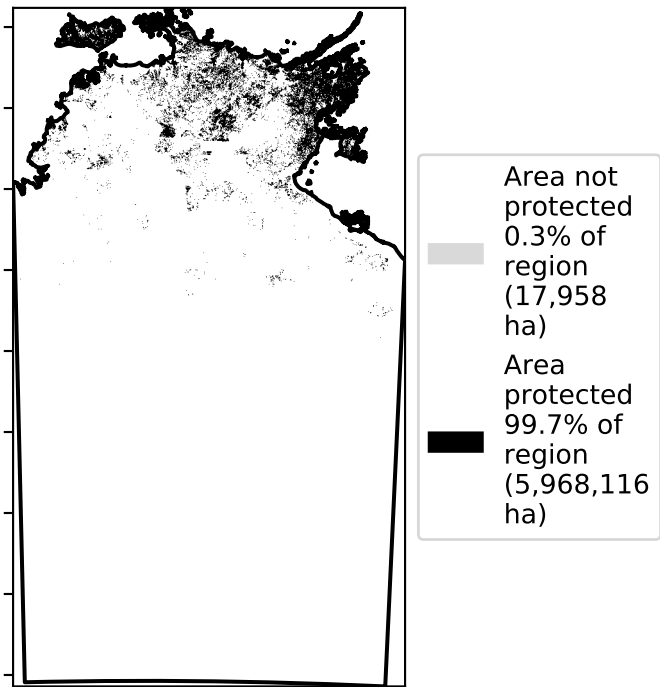 Area not
protected
0.3% of
region
(17,958
ha)
Area
protected
99.7% of
region
(5,968,116
ha)